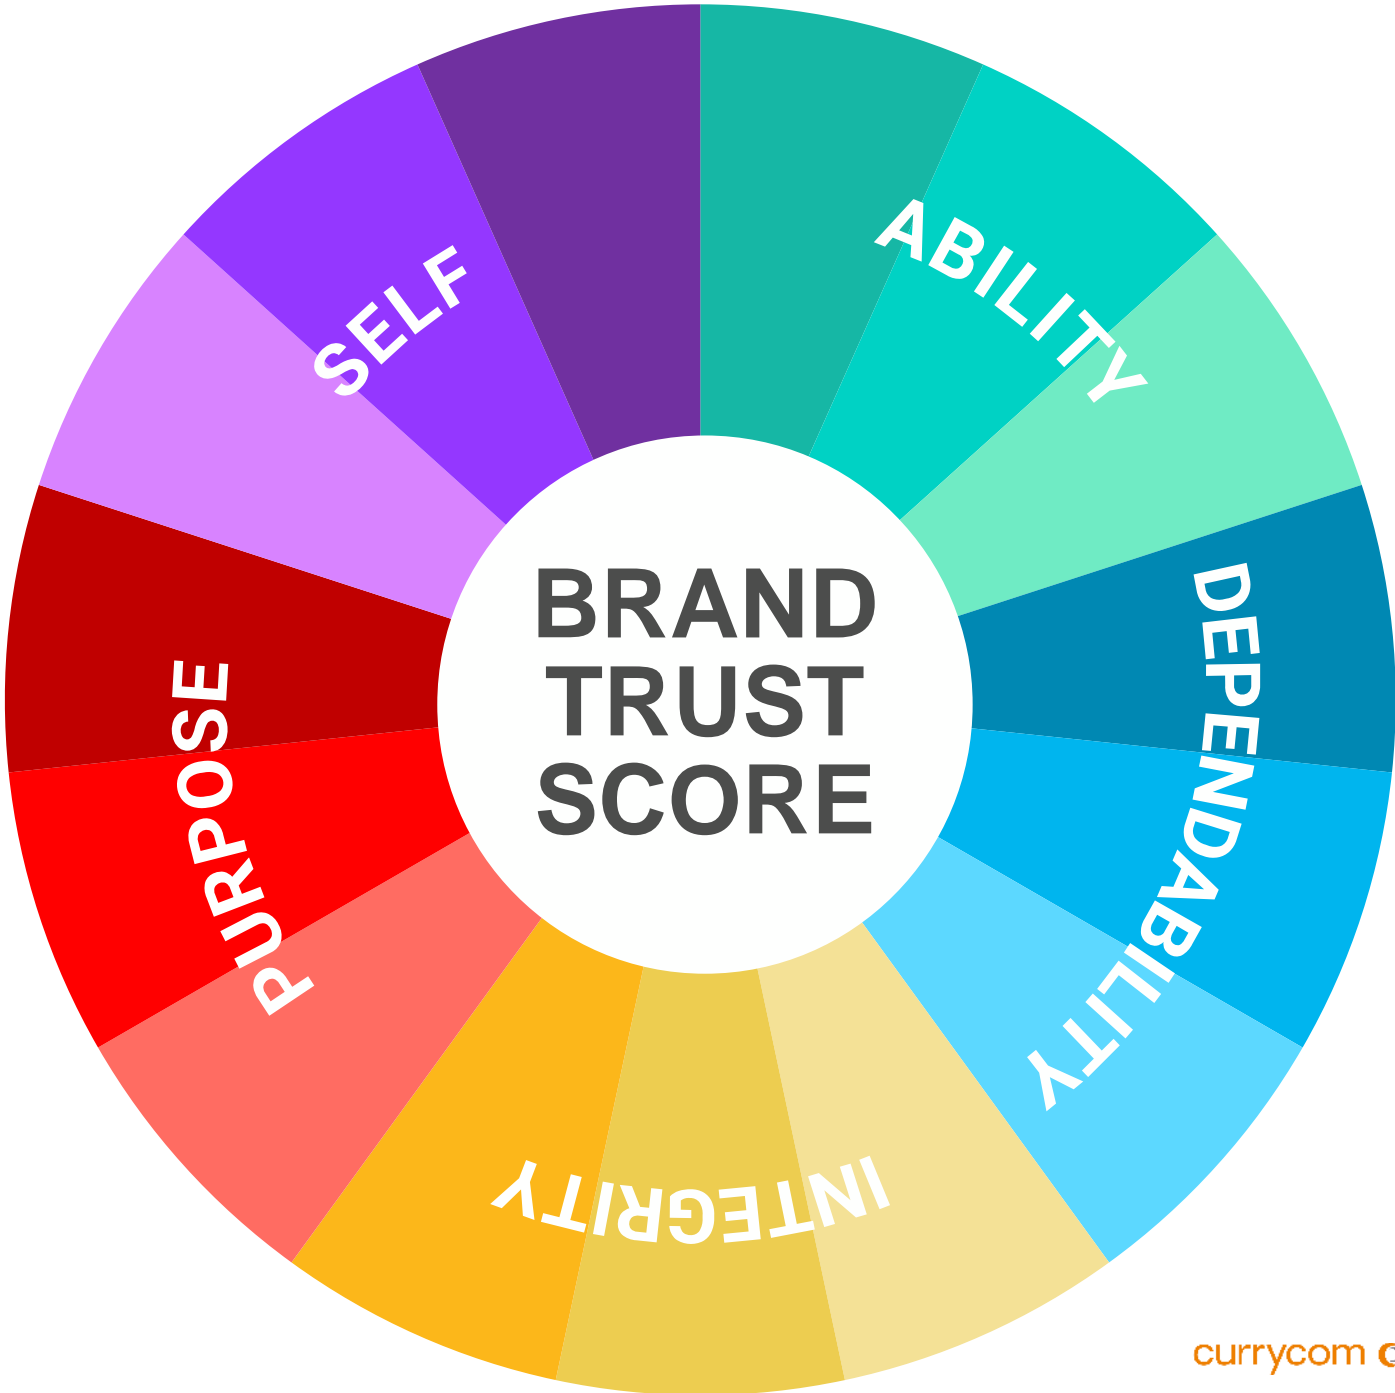 BRAND
TRUST
SCORE
ABILITY
DEPENDABILITY
INTEGRITY
PURPOSE
SELF
currycom